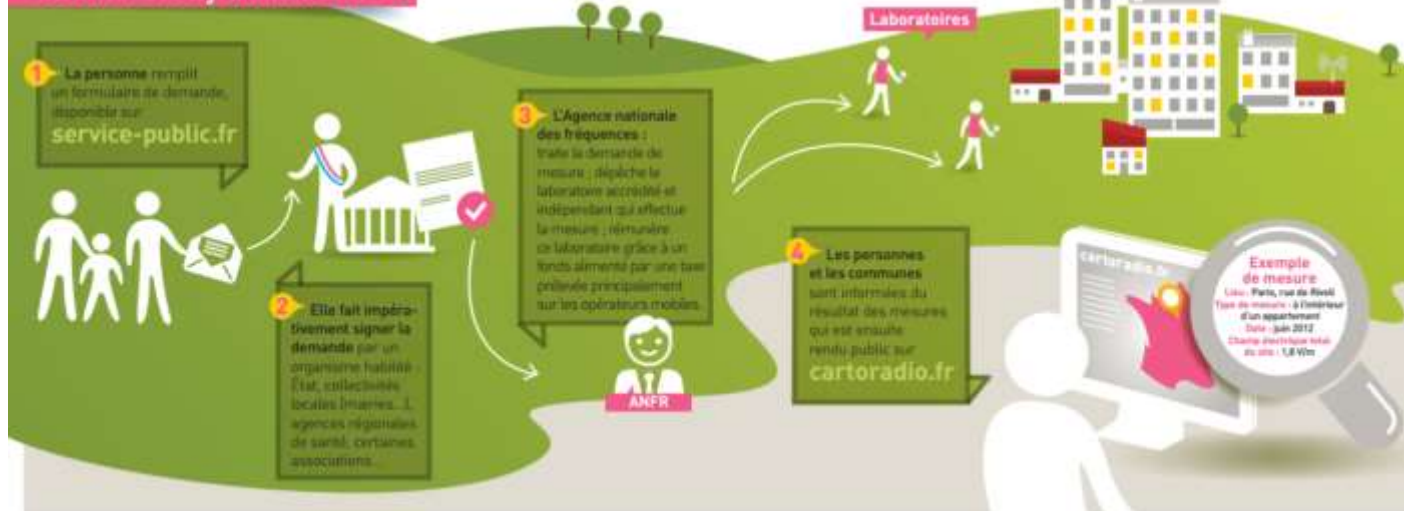 Laboratoires
1 La personne remplit
un formulaire de demande,
disponible sur
service-public.fr
2 Elle fait impéra-
tivement signer la
demande par un
organisme habilité :
État, collectivités
locales (mairies...),
agences régionales
de santé, certaines
associations...
3 L'Agence nationale
des fréquences :
traite la demande de
mesure ; dépêche le
laboratoire accrédité et
indépendant qui effectue
la mesure ; rémunère
ce laboratoire grâce à un
fonds alimenté par une taxe
prélevée principalement
sur les opérateurs mobiles.
ANFR
4 Les personnes
et les communes
sont informées du
résultat des mesures
qui est ensuite
rendu public sur
cartoradio.fr
cartoradio.fr
Exemple
de mesure
Lieu : Paris, rue de Rivoli
Type de mesure : à l'intérieur
d'un appartement
Date : juin 2012
Champ électrique total
du site : 1,8 V/m